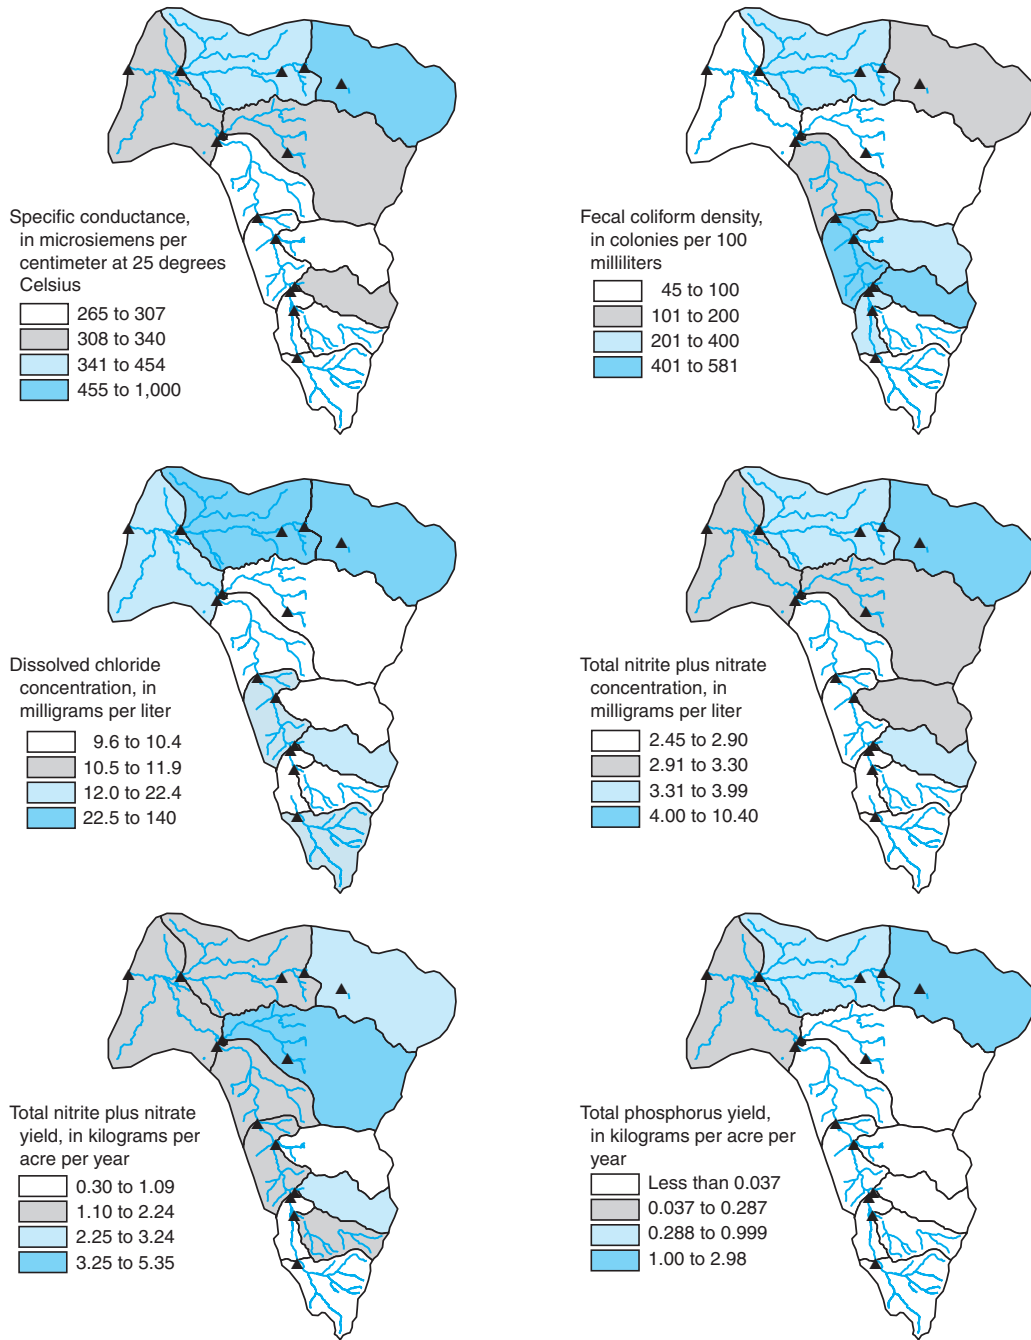 Specific conductance,
in microsiemens per
centimeter at 25 degrees
Celsius
265 to 307
308 to 340
341 to 454
455 to 1,000
Fecal coliform density,
in colonies per 100
milliliters
45 to 100
101 to 200
201 to 400
401 to 581
Dissolved chloride
concentration, in
milligrams per liter
9.6 to 10.4
10.5 to 11.9
12.0 to 22.4
22.5 to 140
Total nitrite plus nitrate
concentration, in
milligrams per liter
2.45 to 2.90
2.91 to 3.30
3.31 to 3.99
4.00 to 10.40
Total nitrite plus nitrate
yield, in kilograms per
acre per year
0.30 to 1.09
1.10 to 2.24
2.25 to 3.24
3.25 to 5.35
Total phosphorus yield,
in kilograms per acre per
year
Less than 0.037
0.037 to 0.287
0.288 to 0.999
1.00 to 2.98